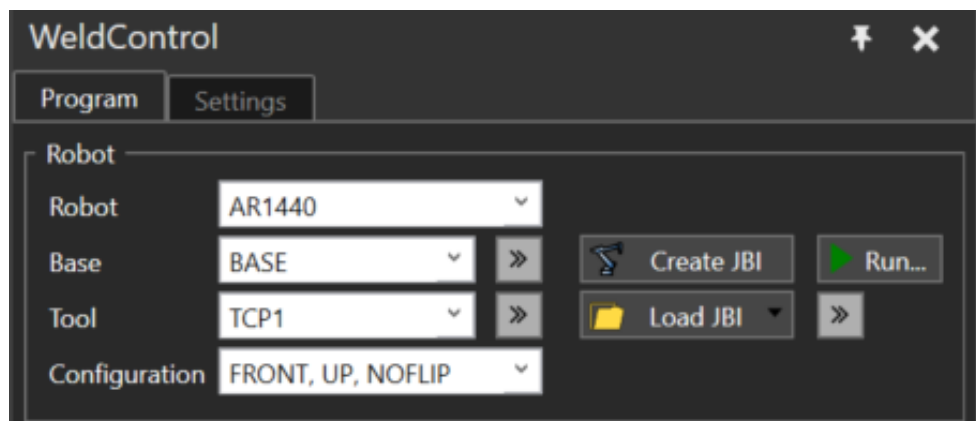 WeldControl
Program Settings
Robot
Robot AR1440
Base BASE Create JBI Run...
Tool TCP1 Load JBI
Configuration FRONT, UP, NOFLIP